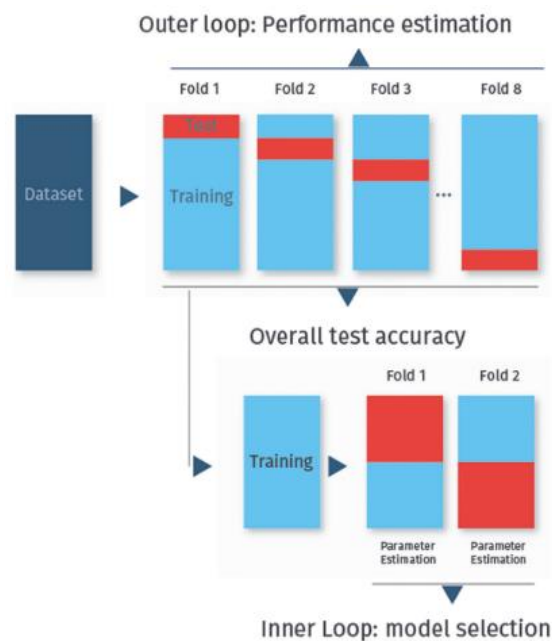 Outer loop: Performance estimation
Fold 1 Fold 2 Fold 3 Fold 8
Test
Dataset
Training
...
Overall test accuracy
Fold 1 Fold 2
Training
Parameter Estimation
Parameter Estimation
Inner Loop: model selection